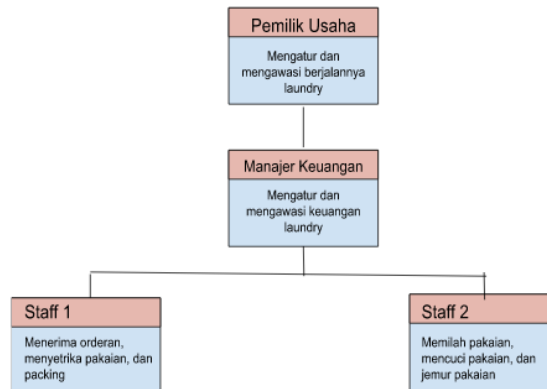 Pemilik Usaha
Mengatur dan
mengawasi berjalannya
laundry
Manajer Keuangan
Mengatur dan
mengawasi keuangan
laundry
Staff 1
Menerima orderan,
menyetrika pakaian, dan
packing
Staff 2
Memilah pakaian,
mencuci pakaian, dan
jemur pakaian